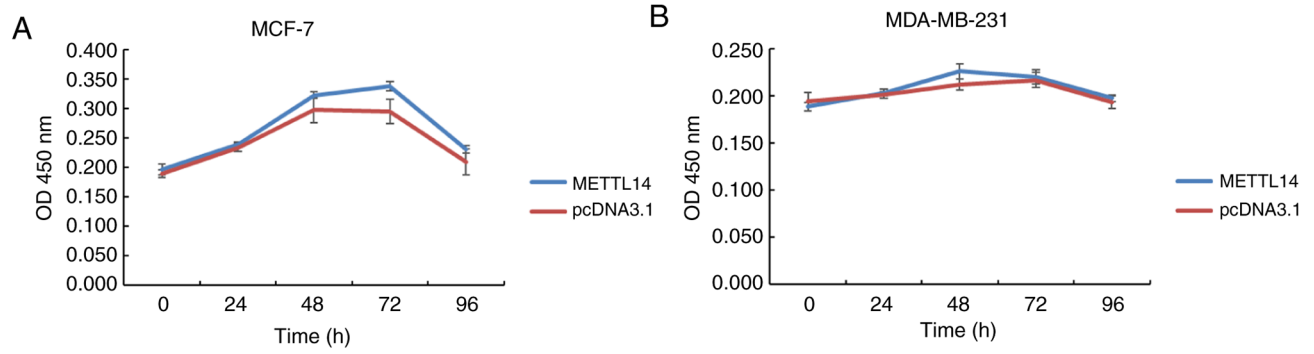 A
MCF-7
0.400
0.350
0.300
0.250
0.200
0.150
0.100
0.050
0.000
OD 450 nm
0 24 48 72 96
Time (h)
METTL14
pcDNA3.1
B
MDA-MB-231
0.250
0.200
0.150
0.100
0.050
0.000
OD 450 nm
0 24 48 72 96
Time (h)
METTL14
pcDNA3.1